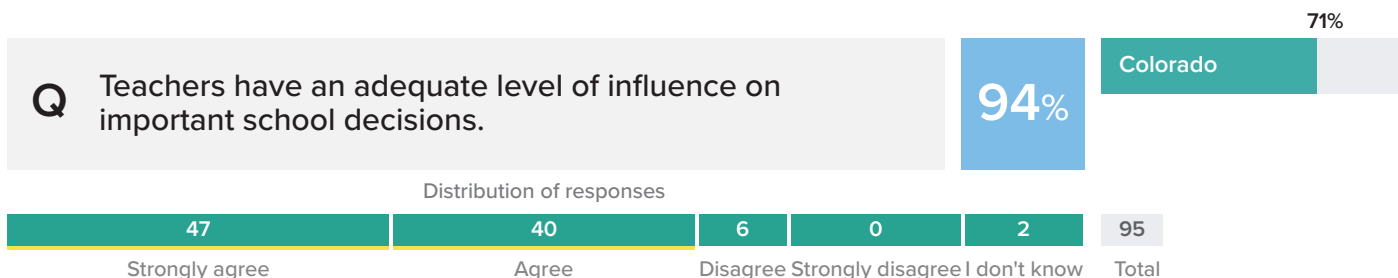 71%
Q
Teachers have an adequate level of influence on
important school decisions.
94%
Colorado
Distribution of responses
47 40 6 0 2 95
Strongly agree Agree Disagree Strongly disagree I don't know Total